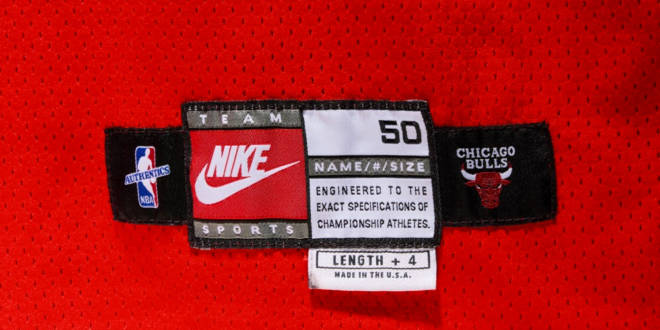 AUTHENTICS
NBA
TEAM
NIKE
SPORTS
50
NAME/#/SIZE
ENGINEERED TO THE
EXACT SPECIFICATIONS OF
CHAMPIONSHIP ATHLETES.
LENGTH + 4
MADE IN THE U.S.A.
CHICAGO
BULLS